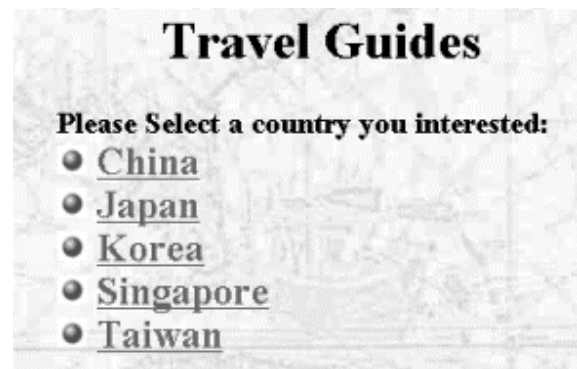 Travel Guides
Please Select a country you interested:
China
Japan
Korea
Singapore
Taiwan